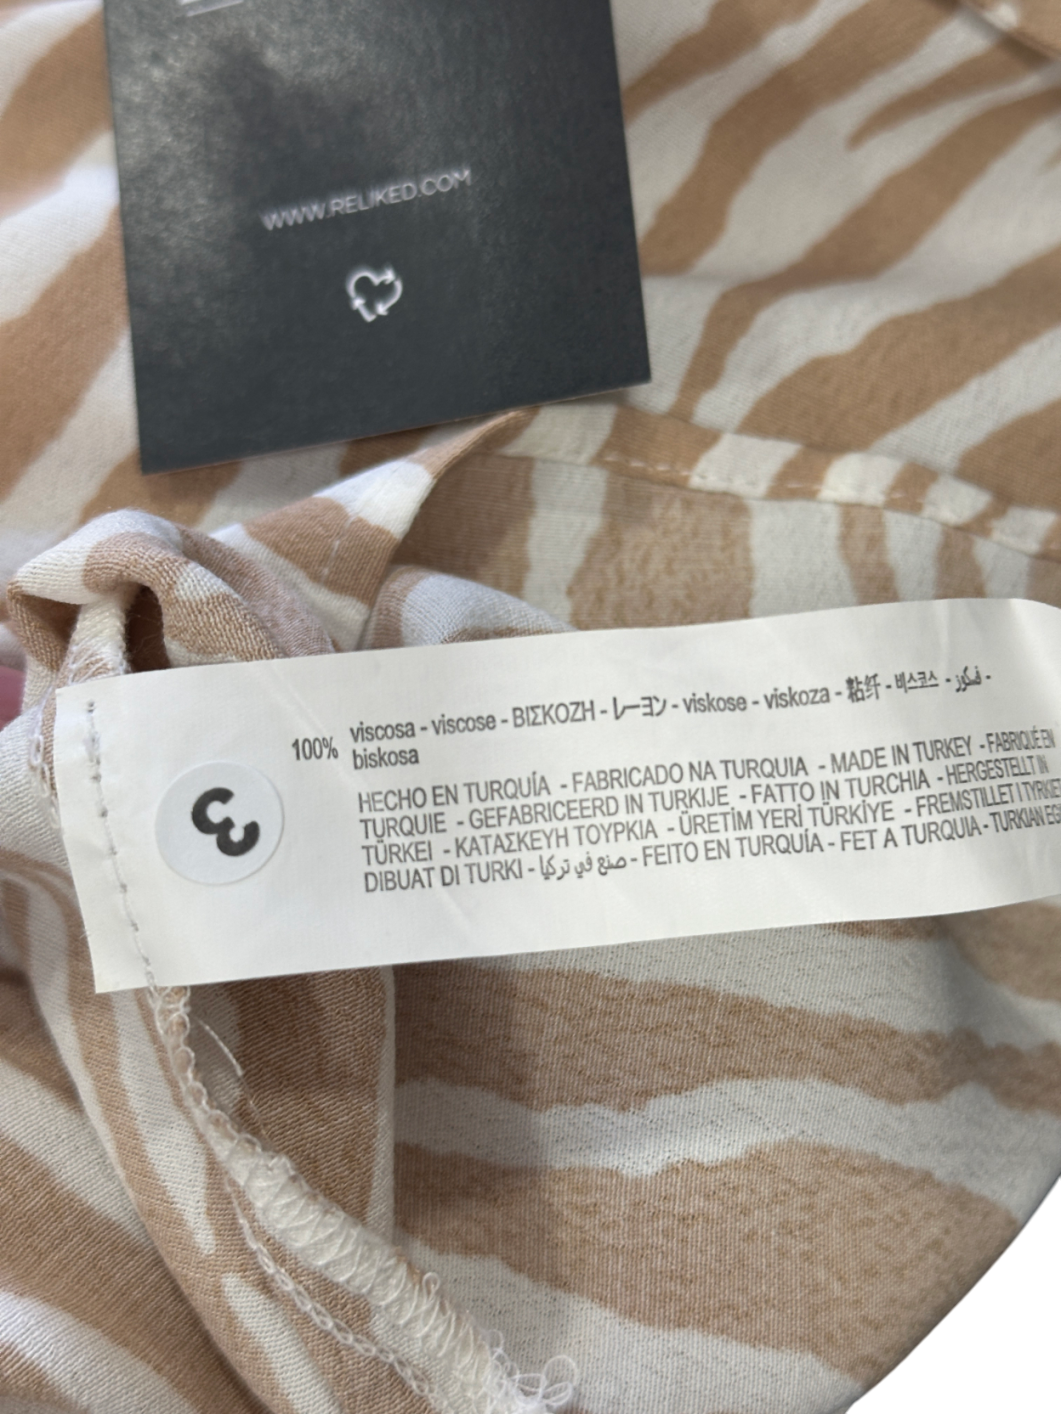 WWW.RELIKED.COM
100% viscosa - viscose - ΒΙΣΚΟΖΗ - レーヨン - viskose - viskoza - 粘纤 - 비스코스 - فسكوز -
biskosa
HECHO EN TURQUÍA - FABRICADO NA TURQUIA - MADE IN TURKEY - FABRIQUÉ EN
TURQUIE - GEFABRICEERD IN TURKIJE - FATTO IN TURCHIA - HERGESTELLT IN
TÜRKEI - ΚΑΤΑΣΚΕΥΗ ΤΟΥΡΚΙΑ - ÜRETİM YERİ TÜRKİYE - FREMSTILLET I TYRKIET
DIBUAT DI TURKI - صنع في تركيا - FEITO EN TURQUÍA - FET A TURQUIA - TURKIAN